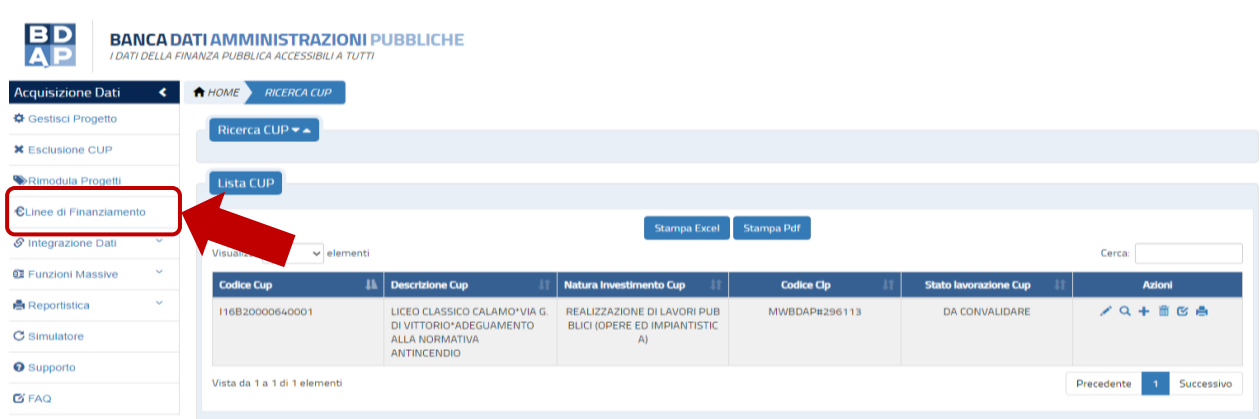 BD
AP
BANCA DATI AMMINISTRAZIONI PUBBLICHE
I DATI DELLA FINANZA PUBBLICA ACCESSIBILI A TUTTI
Acquisizione Dati
HOME RICERCA CUP
Gestisci Progetto
Esclusione CUP
Rimodula Progetti
Linee di Finanziamento
Integrazione Dati
Funzioni Massive
Reportistica
Simulatore
Supporto
FAQ
Ricerca CUP
Lista CUP
Stampa Excel Stampa Pdf
elementi
Cerca:
Codice Cup Descrizione Cup Natura Investimento Cup Codice Clp Stato lavorazione Cup Azioni
I16B20000640001
LICEO CLASSICO CALAMO*VIA G.
DI VITTORIO*ADEGUAMENTO
ALLA NORMATIVA
ANTINCENDIO
REALIZZAZIONE DI LAVORI PUB
BLICI (OPERE ED IMPIANTISTIC
A)
MWBDAP#296113
DA CONVALIDARE
Vista da 1 a 1 di 1 elementi
Precedente 1 Successivo